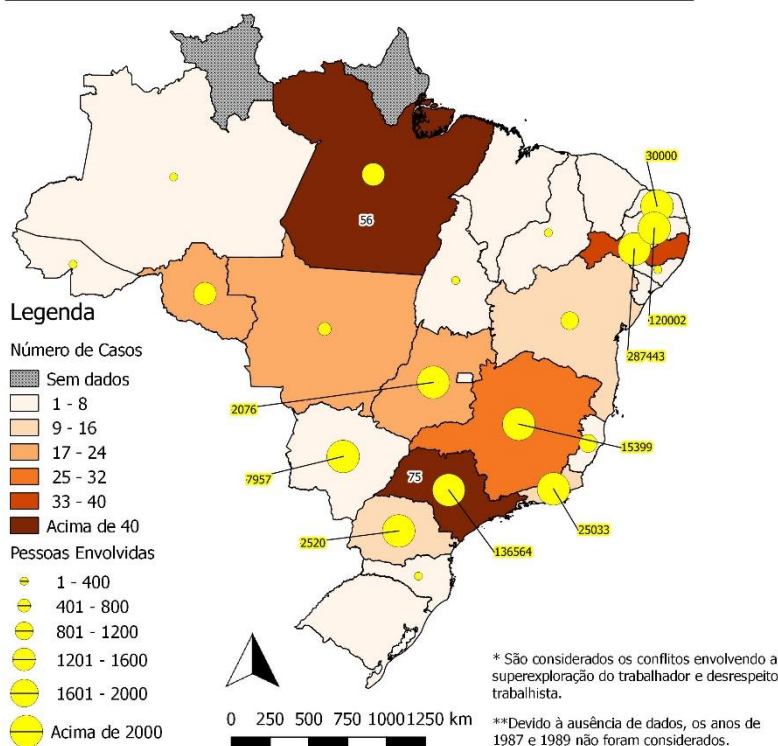 30000
56
120002
287443
2076
15399
7957
75
25033
2520
136564
Legenda
Número de Casos
Sem dados
1 - 8
9 - 16
17 - 24
25 - 32
33 - 40
Acima de 40
Pessoas Envolvidas
1 - 400
401 - 800
801 - 1200
1201 - 1600
1601 - 2000
Acima de 2000
0 250 500 750 1000 1250 km
* São considerados os conflitos envolvendo a
superexploração do trabalhador e desrespeito
trabalhista.
**Devido à ausência de dados, os anos de
1987 e 1989 não foram considerados.